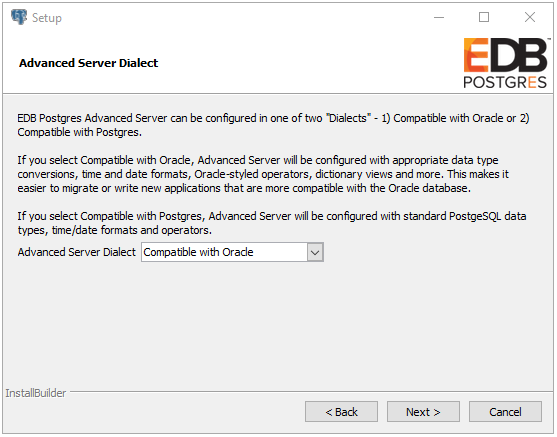 Setup
Advanced Server Dialect
EDB
POSTGRES
EDB Postgres Advanced Server can be configured in one of two "Dialects" - 1) Compatible with Oracle or 2)
Compatible with Postgres.
If you select Compatible with Oracle, Advanced Server will be configured with appropriate data type
conversions, time and date formats, Oracle-styled operators, dictionary views and more. This makes it
easier to migrate or write new applications that are more compatible with the Oracle database.
If you select Compatible with Postgres, Advanced Server will be configured with standard PostgeSQL data
types, time/date formats and operators.
Advanced Server Dialect Compatible with Oracle
InstallBuilder
< Back Next > Cancel